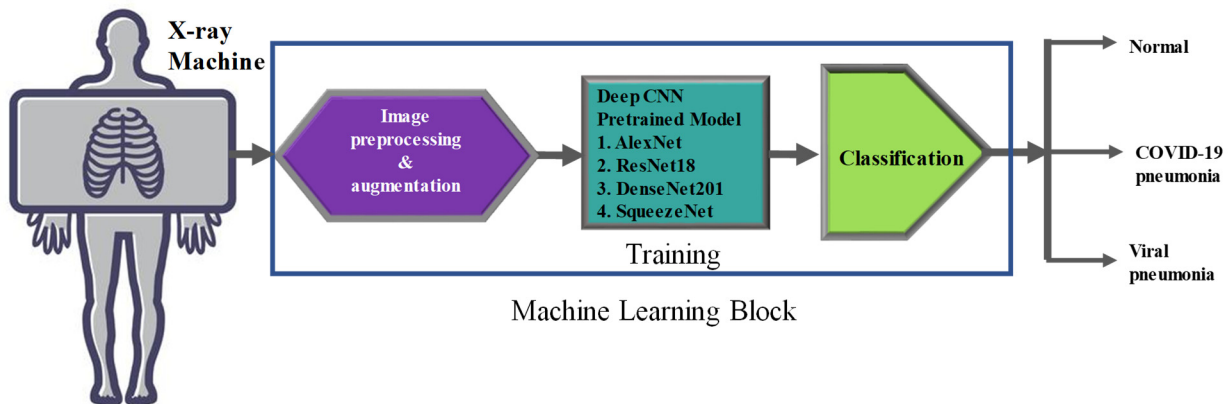 X-ray
Machine
Image
preprocessing
&
augmentation
Deep CNN
Pretrained Model
1. AlexNet
2. ResNet18
3. DenseNet201
4. SqueezeNet
Classification
Training
Machine Learning Block
Normal
COVID-19
pneumonia
Viral
pneumonia